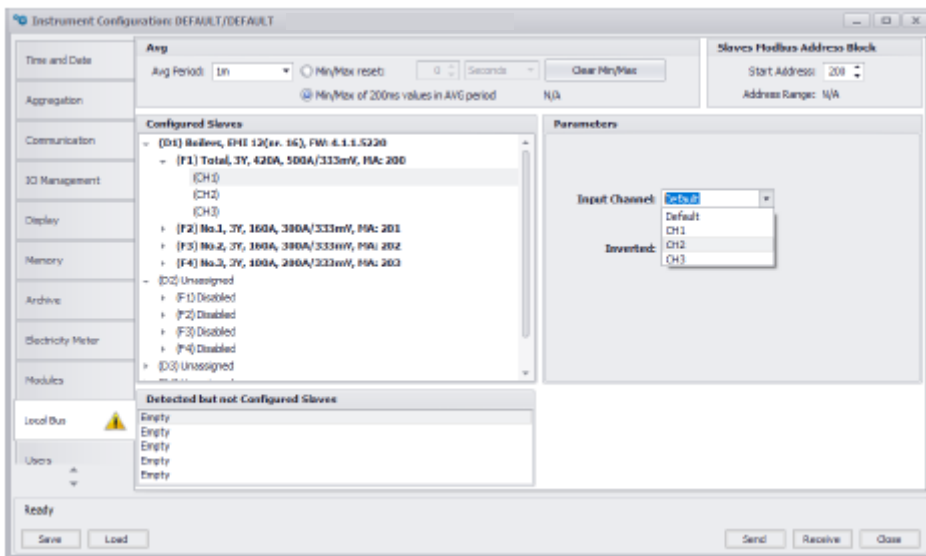 Instrument Configuration: DEFAULT/DEFAULT
Time and Date
Aggregation
Communication
IO Management
Display
Memory
Archive
Electricity Meter
Modules
Local Bus
Users
Avg
Avg Period: 1m
Min/Max reset: 0 Seconds Clear Min/Max
Min/Max of 200ms values in AVG period N/A
Slaves Modbus Address Block
Start Address: 200
Address Range: N/A
Configured Slaves
(D1) Boilers, EMI 12(nr. 16), FW: 4.1.1.5220
(F1) Total, 3Y, 420A, 500A/333mV, MA: 200
(CH1)
(CH2)
(CH3)
(F2) No.1, 3Y, 160A, 300A/333mV, MA: 201
(F3) No.2, 3Y, 160A, 300A/333mV, MA: 202
(F4) No.3, 3Y, 100A, 200A/333mV, MA: 203
(D2) Unassigned
(F1) Disabled
(F2) Disabled
(F3) Disabled
(F4) Disabled
(D3) Unassigned
Parameters
Input Channel: Default
Default
CH1
CH2
CH3
Inverted:
Detected but not Configured Slaves
Empty
Empty
Empty
Empty
Empty
Ready
Save Load Send Receive Close